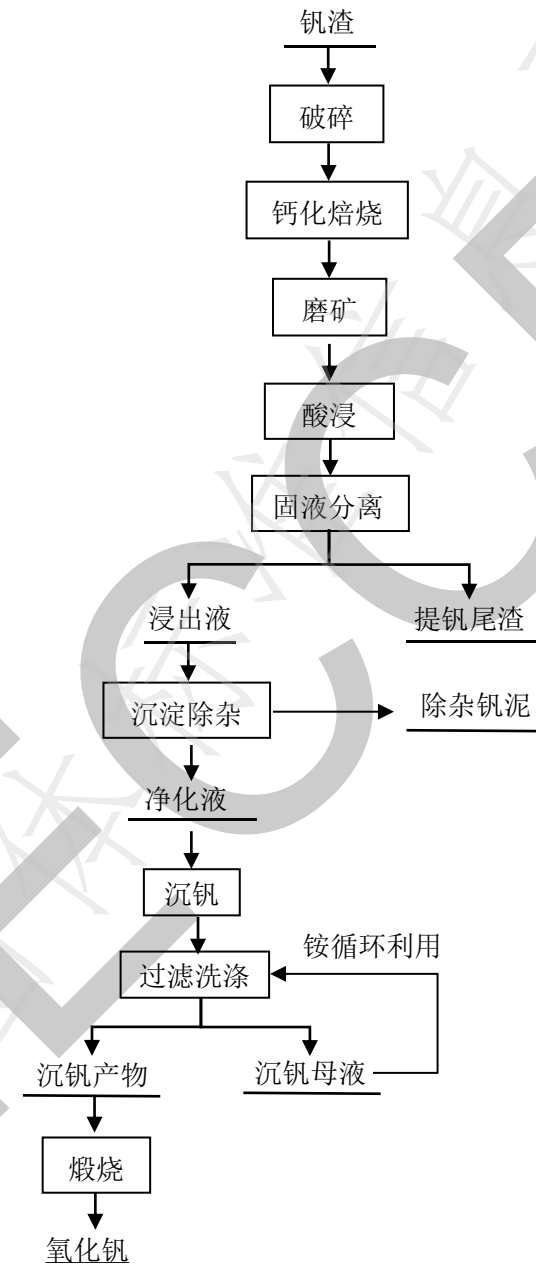 钒渣
破碎
钙化焙烧
磨矿
酸浸
固液分离
浸出液
提钒尾渣
沉淀除杂
除杂钒泥
净化液
沉钒
铵循环利用
过滤洗涤
沉钒产物
沉钒母液
煅烧
氧化钒